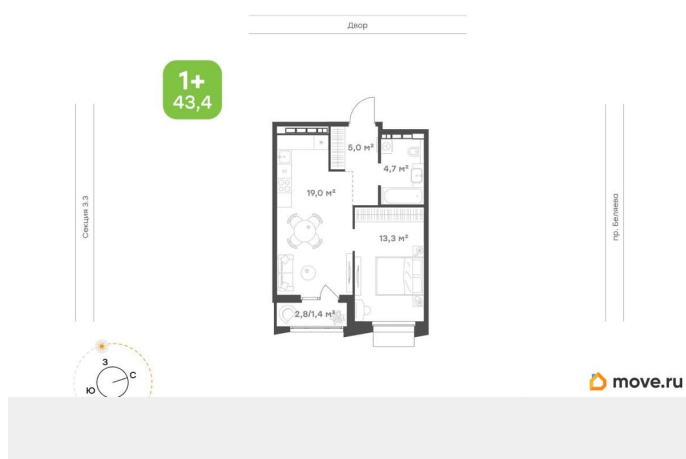 Двор
1+
43,4
5,0 м²
4,7 м²
19,0 м²
Секция 3.3
пр. Беляево
13,3 м²
2,8/1,4 м²
З
С
Ю
move.ru